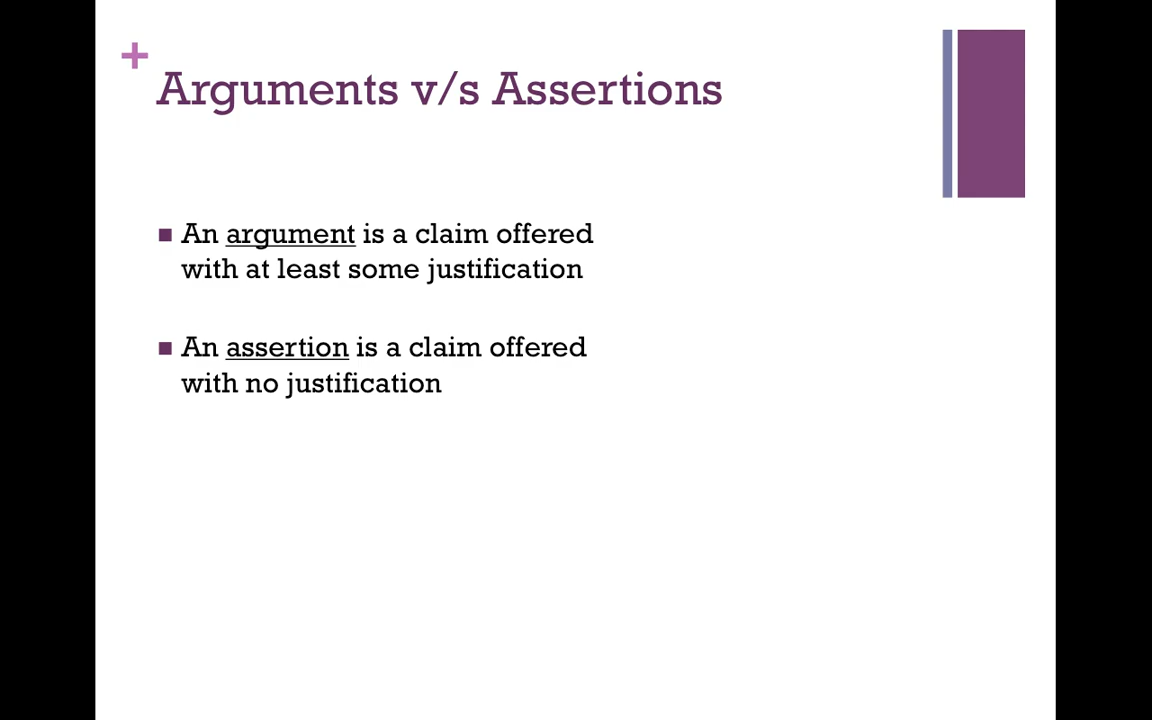 +
Arguments v/s Assertions
■ An argument is a claim offered
with at least some justification
■ An assertion is a claim offered
with no justification